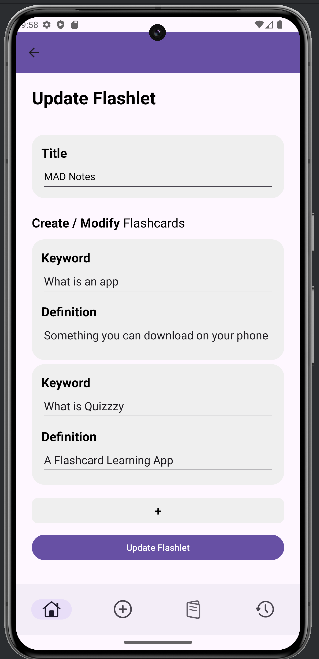 9:58
Update Flashlet
Title
MAD Notes
Create / Modify Flashcards
Keyword
What is an app
Definition
Something you can download on your phone
Keyword
What is Quizzzy
Definition
A Flashcard Learning App
+
Update Flashlet